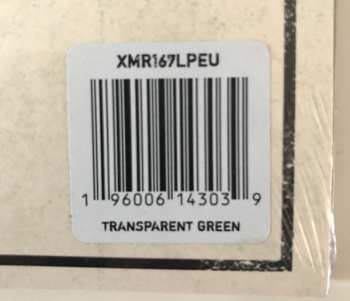 XMR167LPEU
1 96006 14303 9
TRANSPARENT GREEN